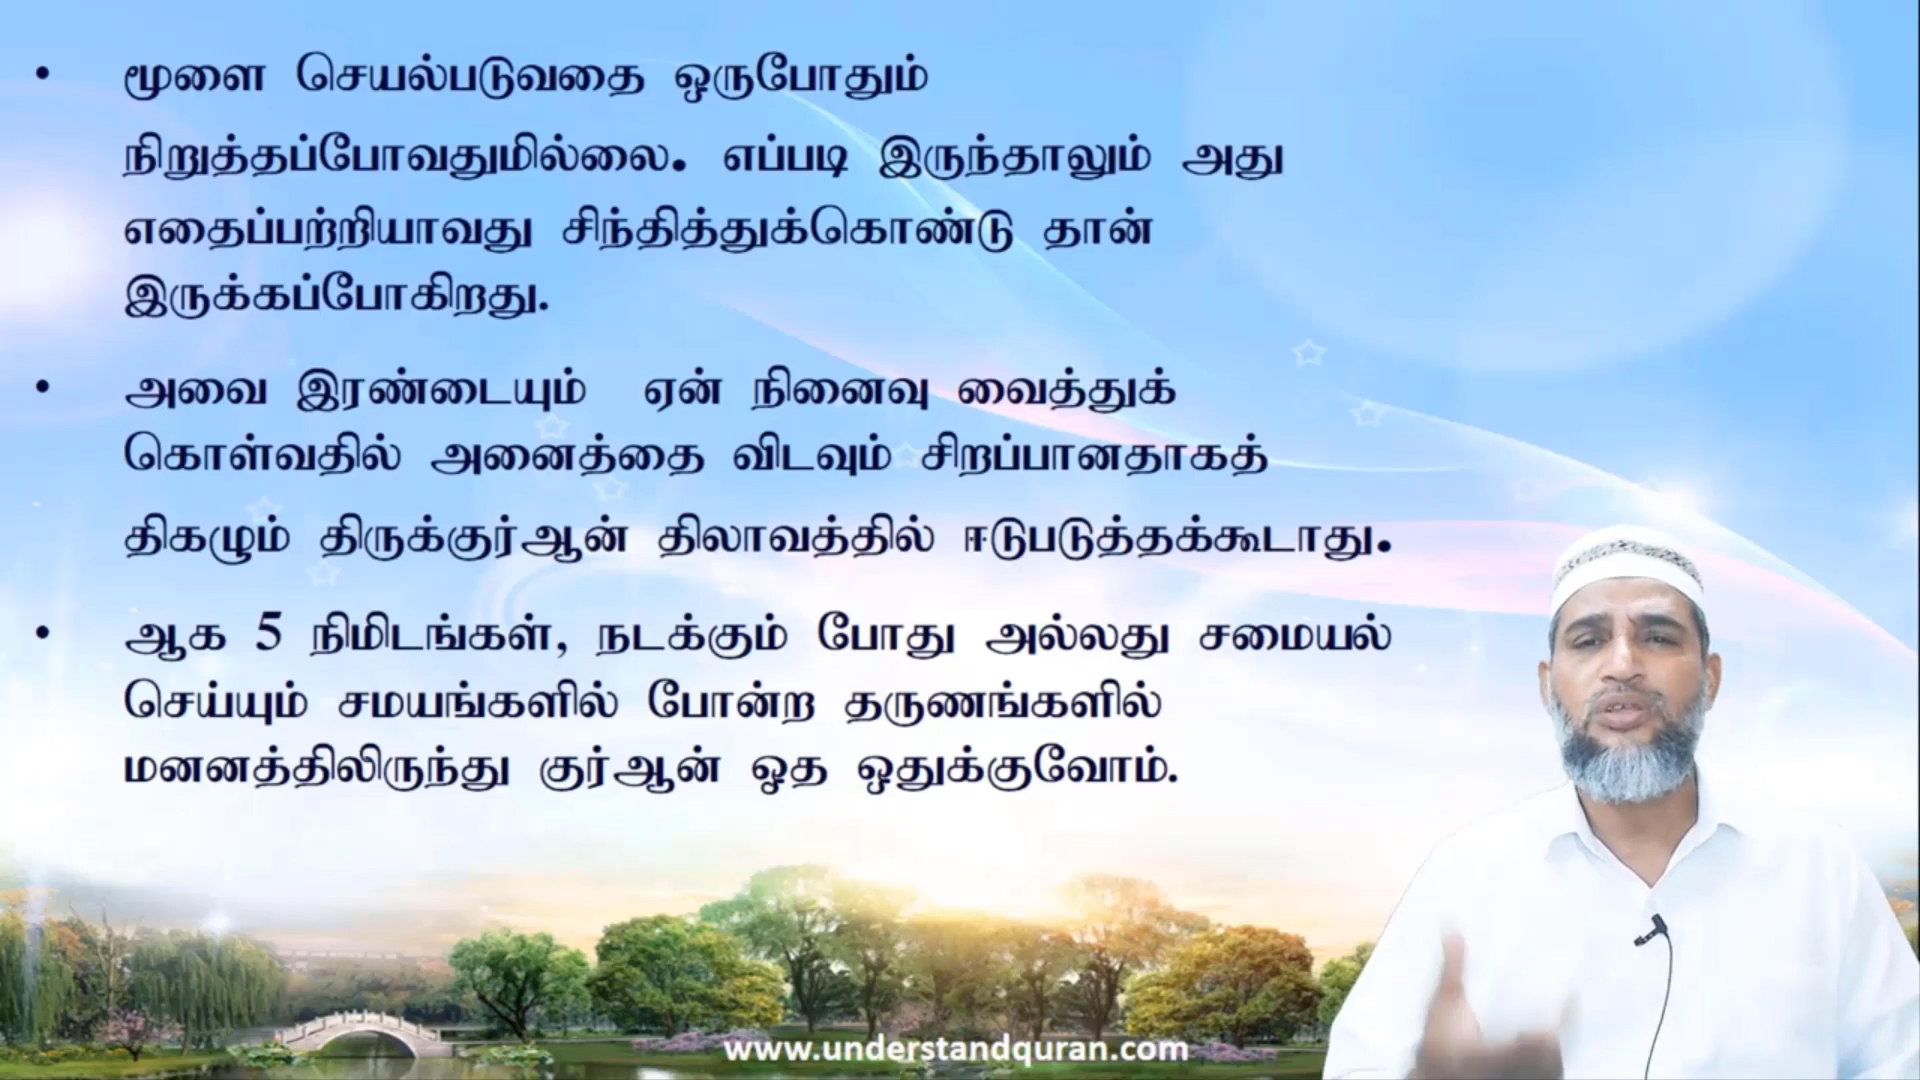 • மூளை செயல்படுவதை ஒருபோதும்
நிறுத்தப்போவதுமில்லை. எப்படி இருந்தாலும் அது
எதைப்பற்றியாவது சிந்தித்துக்கொண்டு தான்
இருக்கப்போகிறது.
• அவை இரண்டையும் ஏன் நினைவு வைத்துக்
கொள்வதில் அனைத்தை விடவும் சிறப்பானதாகத்
திகழும் திருக்குர்ஆன் திலாவத்தில் ஈடுபடுத்தக்கூடாது.
• ஆக 5 நிமிடங்கள், நடக்கும் போது அல்லது சமையல்
செய்யும் சமயங்களில் போன்ற தருணங்களில்
மனனத்திலிருந்து குர்ஆன் ஓத ஒதுக்குவோம்.
www.understandquran.com